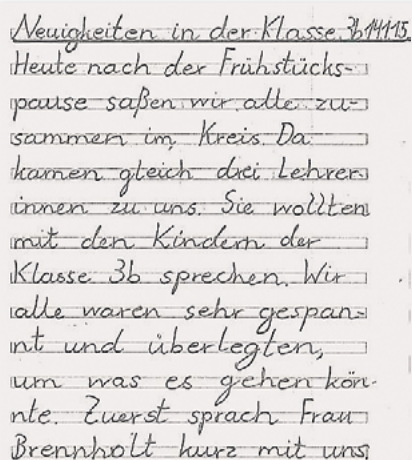 Neuigkeiten in der Klasse 3b 14.1.15
Heute nach der Frühstücks-
pause saßen wir alle zu-
sammen im Kreis. Da
kamen gleich drei Lehrer-
innen zu uns. Sie wollten
mit den Kindern der
Klasse 3b sprechen. Wir
alle waren sehr gespan-
nt und überlegten,
um was es gehen kön-
nte. Zuerst sprach Frau
Brennholt kurz mit uns